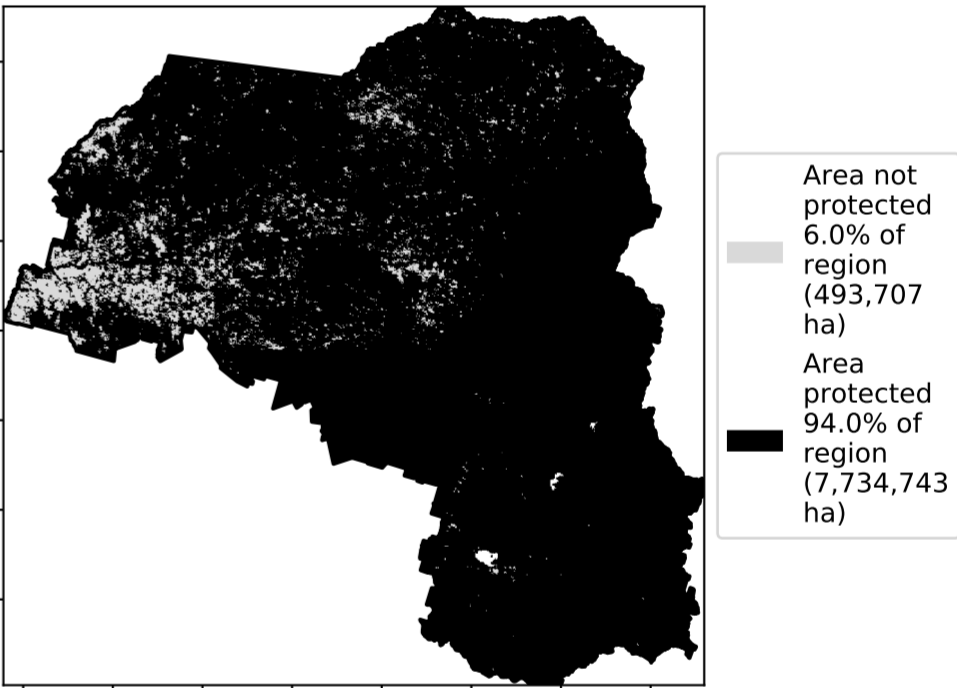 Area not
protected
6.0% of
region
(493,707
ha)
Area
protected
94.0% of
region
(7,734,743
ha)